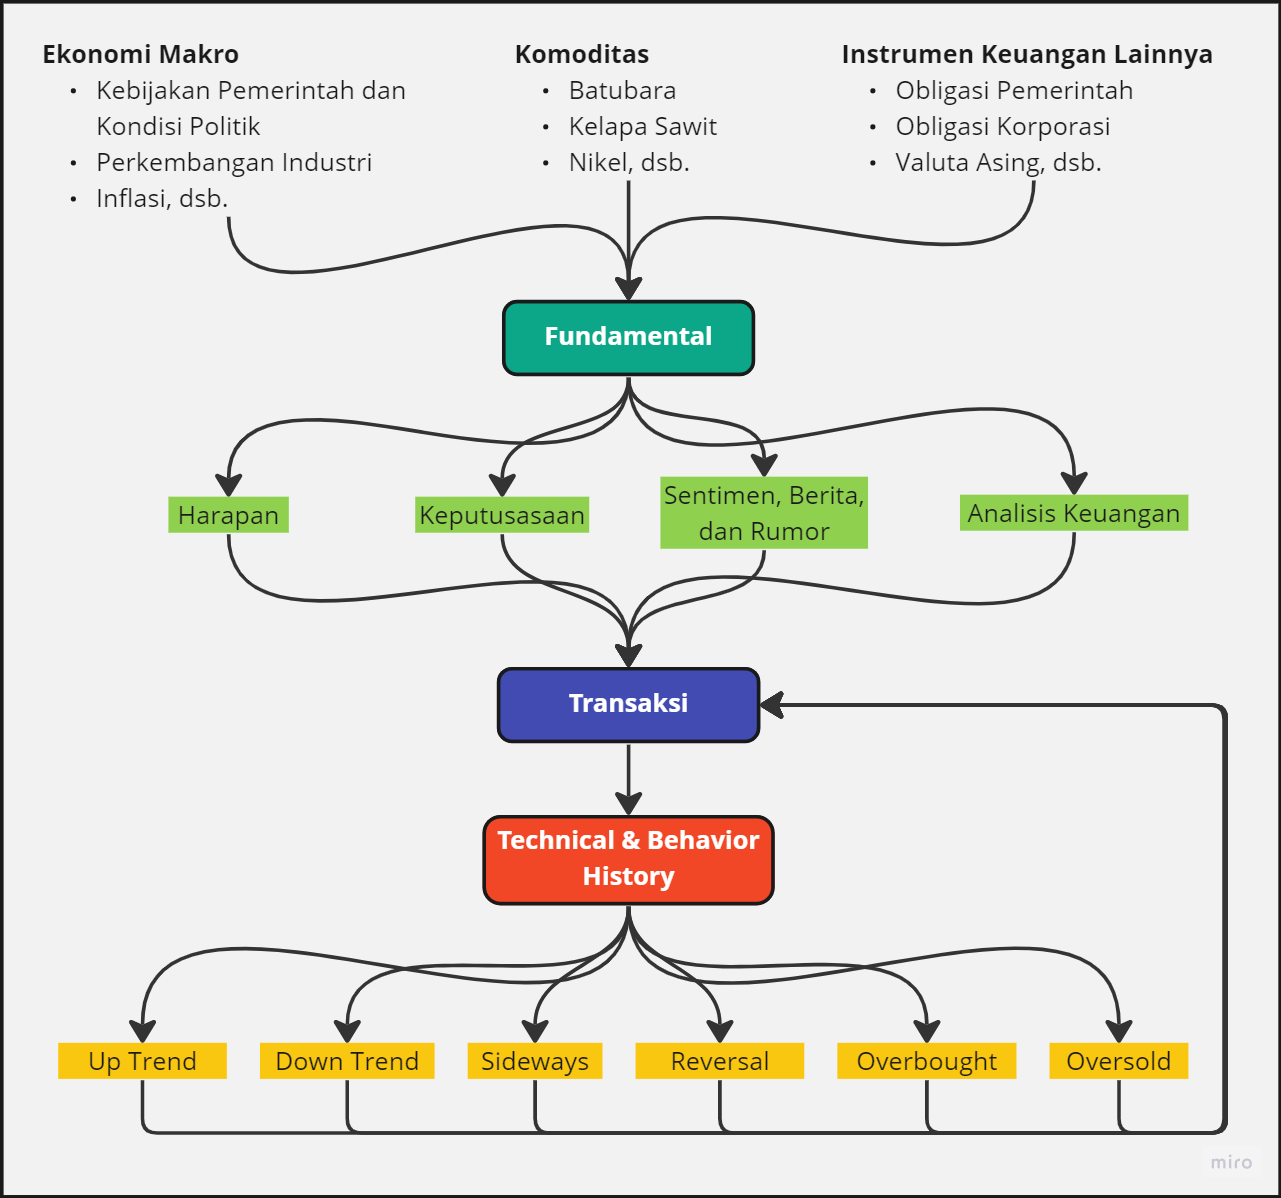 Ekonomi Makro
• Kebijakan Pemerintah dan
Kondisi Politik
• Perkembangan Industri
• Inflasi, dsb.
Komoditas
• Batubara
• Kelapa Sawit
• Nikel, dsb.
Instrumen Keuangan Lainnya
• Obligasi Pemerintah
• Obligasi Korporasi
• Valuta Asing, dsb.
Fundamental
Harapan
Keputusasaan
Sentimen, Berita,
dan Rumor
Analisis Keuangan
Transaksi
Technical & Behavior
History
Up Trend
Down Trend
Sideways
Reversal
Overbought
Oversold
miro